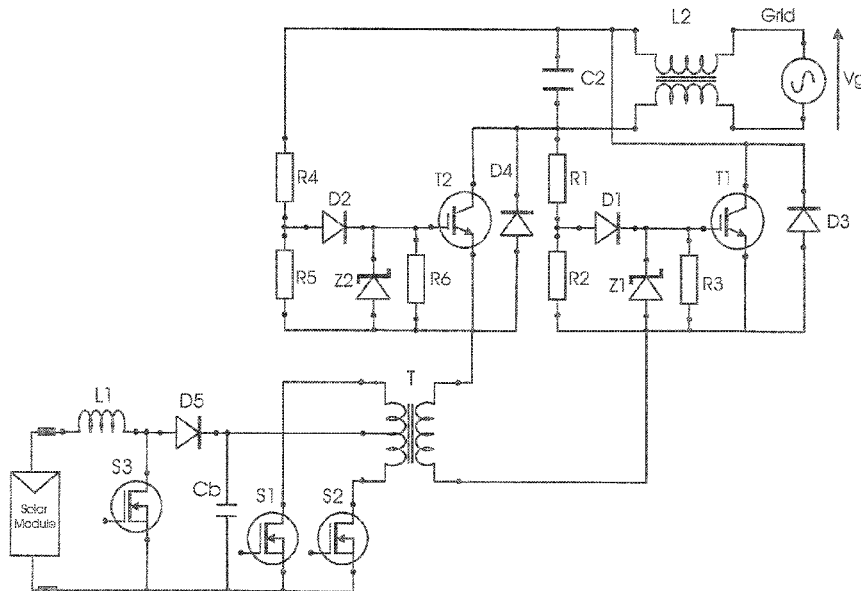 L2
Grid
C2
Vg
R4
D2
T2
D4
R1
D1
T1
D3
R5
Z2
R6
R2
Z1
R3
T
L1
D5
S3
Cb
S1
S2
Solar
Module